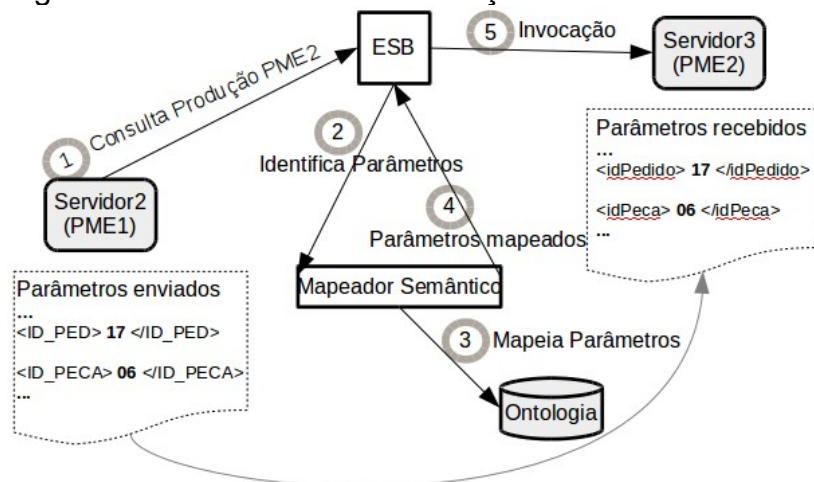 5 Invocação
ESB
Servidor3
(PME2)
1 Consulta Produção PME2
2
Identifica Parâmetros
Servidor2
(PME1)
4
Parâmetros mapeados
Parâmetros recebidos
...
<idPedido> 17 </idPedido>
<idPeca> 06 </idPeca>
...
Mapeador Semântico
Parâmetros enviados
...
<ID_PED> 17 </ID_PED>
<ID_PECA> 06 </ID_PECA>
...
3 Mapeia Parâmetros
Ontologia